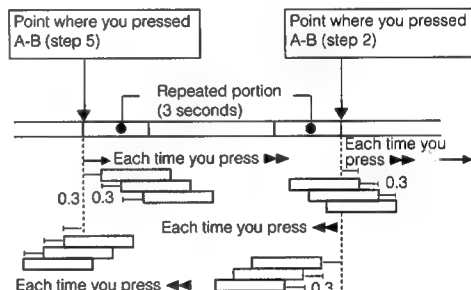 Point where you pressed
A-B (step 5)
Point where you pressed
A-B (step 2)
Repeated portion
(3 seconds)
Each time you press ▶▶
Each time you
press ▶▶
0.3
0.3
0.3
Each time you press ◀◀
Each time you press ◀◀
0.3